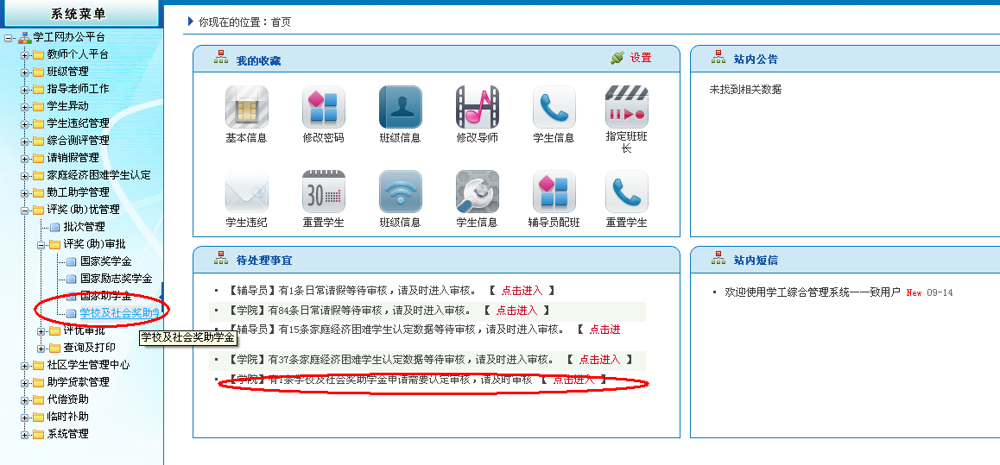 系统菜单
学工网办公平台
教师个人平台
班级管理
指导老师工作
学生异动
学生违纪管理
综合测评管理
请销假管理
家庭经济困难学生认定
勤工助学管理
评奖(助)优管理
批次管理
评奖(助)审批
国家奖学金
国家励志奖学金
国家助学金
学校及社会奖助学
学校及社会奖助学金
评优审批
查询及打印
社区学生管理中心
助学贷款管理
代偿资助
临时补助
系统管理
你现在的位置：首页
我的收藏
设置
基本信息
修改密码
班级信息
修改导师
学生信息
指定班班长
30
学生违纪
重置学生
班级信息
学生信息
辅导员配班
重置学生
站内公告
未找到相关数据
待处理事宜
【辅导员】有1条日常请假等待审核，请及时进入审核。 【 点击进入 】
【学院】有84条日常请假等待审核，请及时进入审核。 【 点击进入 】
【辅导员】有15条家庭经济困难学生认定数据等待审核，请及时进入审核。 【 点击进
【学院】有37条家庭经济困难学生认定数据等待审核，请及时进入审核。 【 点击进入 】
【学院】有1条学校及社会奖助学金申请需要认定审核，请及时审核 【 点击进入 】
站内短信
欢迎使用学工综合管理系统——致用户 New 09-14